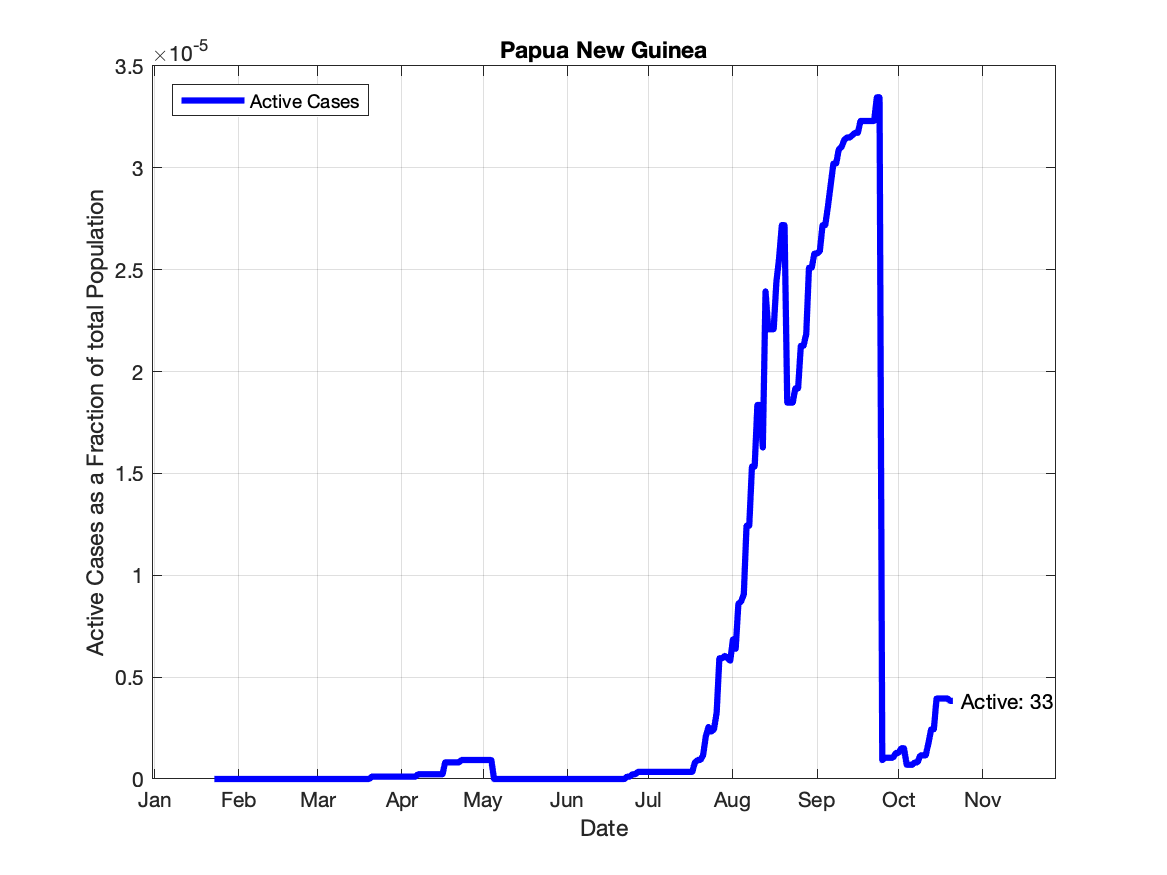 Papua New Guinea
×10-5
3.5
3
2.5
2
1.5
1
0.5
0
Active Cases as a Fraction of total Population
Active Cases
Active: 33
Jan Feb Mar Apr May Jun Jul Aug Sep Oct Nov
Date